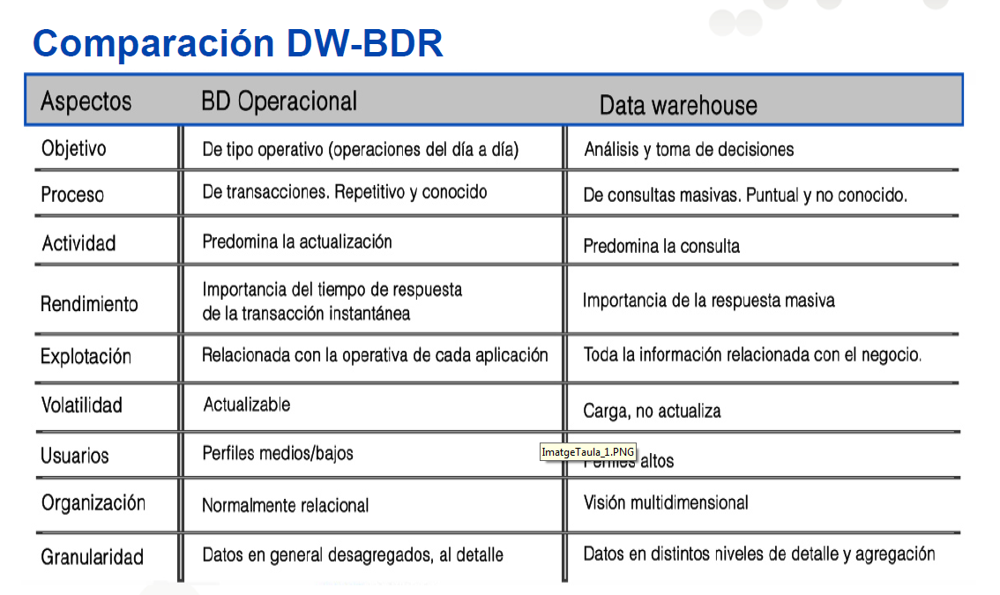 Comparación DW-BDR
Aspectos BD Operacional Data warehouse
Objetivo De tipo operativo (operaciones del día a día) Análisis y toma de decisiones
Proceso De transacciones. Repetitivo y conocido De consultas masivas. Puntual y no conocido.
Actividad Predomina la actualización Predomina la consulta
Rendimiento Importancia del tiempo de respuesta
de la transacción instantánea Importancia de la respuesta masiva
Explotación Relacionada con la operativa de cada aplicación Toda la información relacionada con el negocio.
Volatilidad Actualizable Carga, no actualiza
Usuarios Perfiles medios/bajos ImatgeTaula_1.PNG
Perfiles altos
Organización Normalmente relacional Visión multidimensional
Granularidad Datos en general desagregados, al detalle Datos en distintos niveles de detalle y agregación